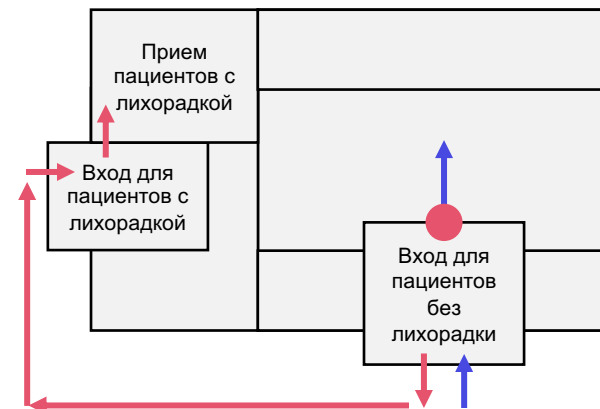 Прием
пациентов с
лихорадкой
Вход для
пациентов с
лихорадкой
Вход для
пациентов
без
лихорадки